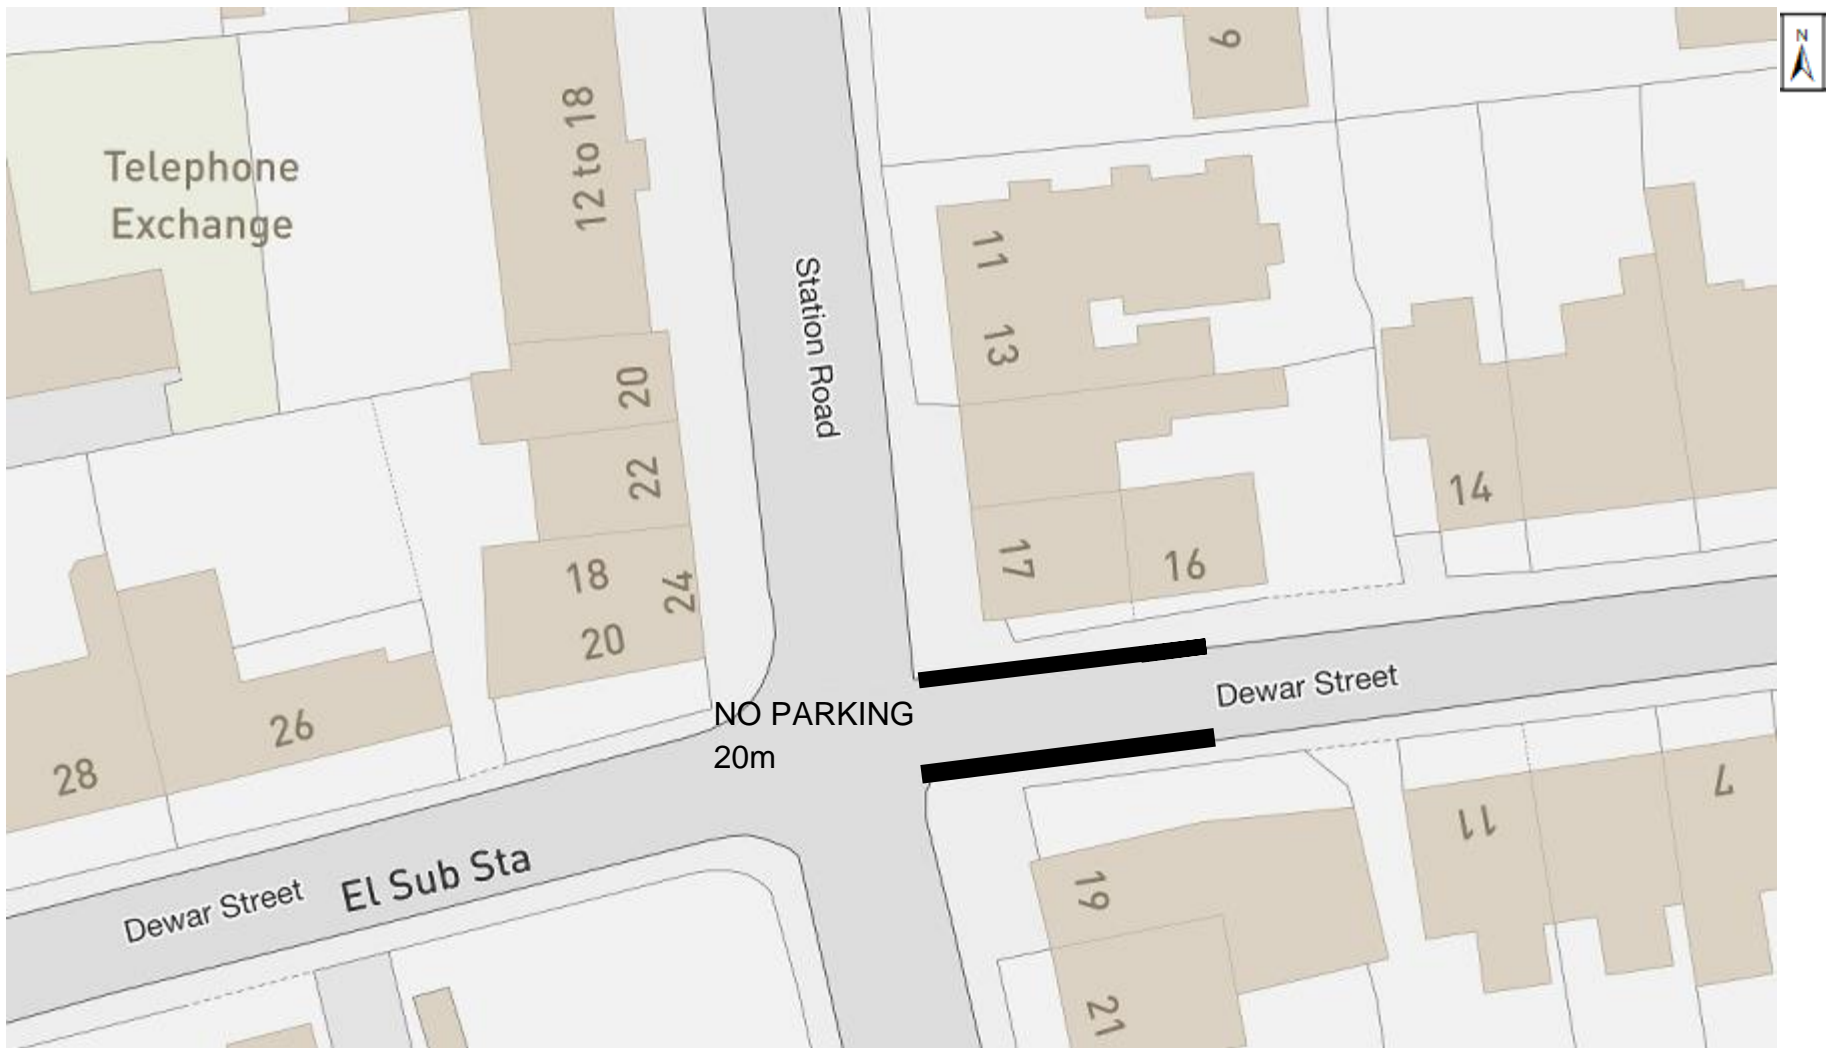 N
9
12 to 18
Telephone
Exchange
11
Station Road
13
20
22
14
17
16
18
24
20
Dewar Street
NO PARKING
20m
26
28
7
11
El Sub Sta
19
Dewar Street
21